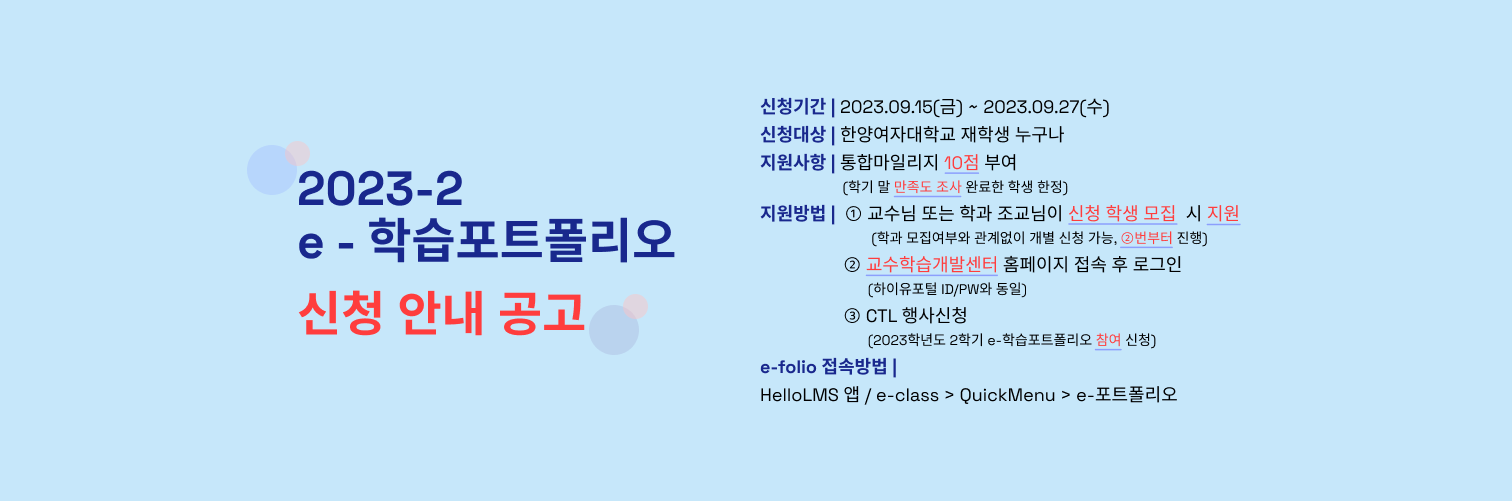 2023-2
e - 학습포트폴리오
신청 안내 공고
신청기간 | 2023.09.15(금) ~ 2023.09.27(수)
신청대상 | 한양여자대학교 재학생 누구나
지원사항 | 통합마일리지 10점 부여
(학기 말 만족도 조사 완료한 학생 한정)
지원방법 | ① 교수님 또는 학과 조교님이 신청 학생 모집 시 지원
(학과 모집여부와 관계없이 개별 신청 가능, ②번부터 진행)
② 교수학습개발센터 홈페이지 접속 후 로그인
(하이유포털 ID/PW와 동일)
③ CTL 행사신청
(2023학년도 2학기 e-학습포트폴리오 참여 신청)
e-folio 접속방법 |
HelloLMS 앱 / e-class > QuickMenu > e-포트폴리오